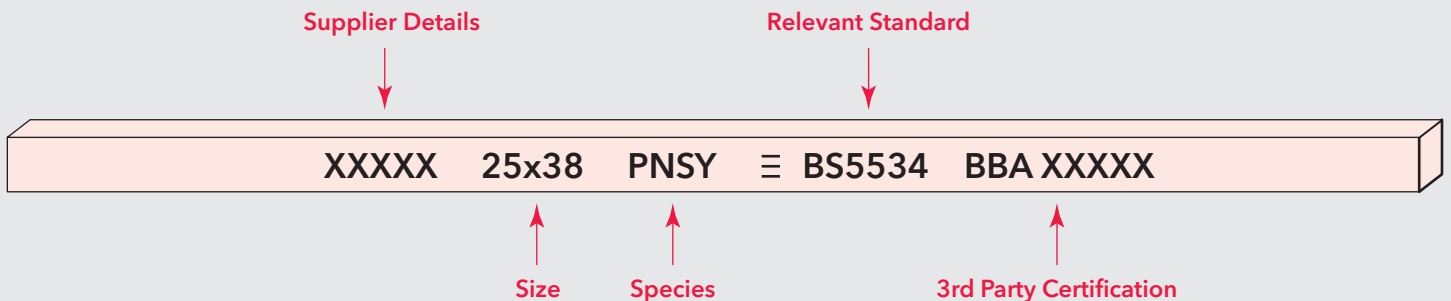 Supplier Details Relevant Standard
XXXXX 25x38 PNSY ≡ BS5534 BBA XXXXX
Size Species 3rd Party Certification